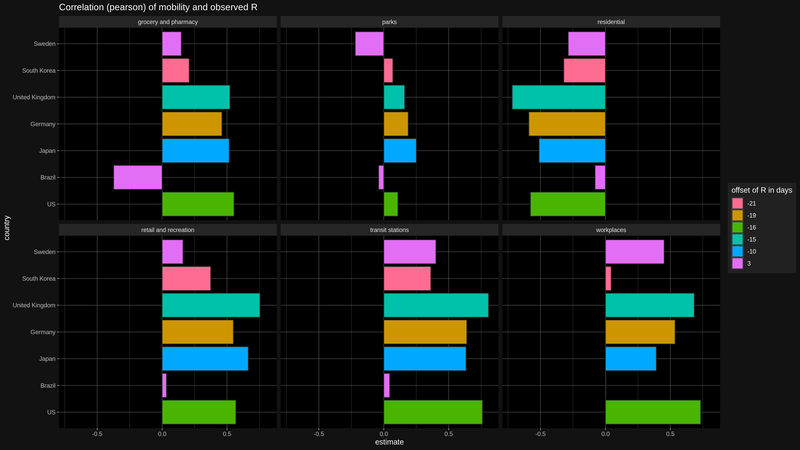 Correlation (pearson) of mobility and observed R
grocery and pharmacy
parks
residential
Sweden
South Korea
United Kingdom
Germany
Japan
Brazil
US
retail and recreation
transit stations
workplaces
Sweden
South Korea
United Kingdom
Germany
Japan
Brazil
US
-0.5 0.0 0.5
-0.5 0.0 0.5
-0.5 0.0 0.5
estimate
country
offset of R in days
-21
-19
-16
-15
-10
3